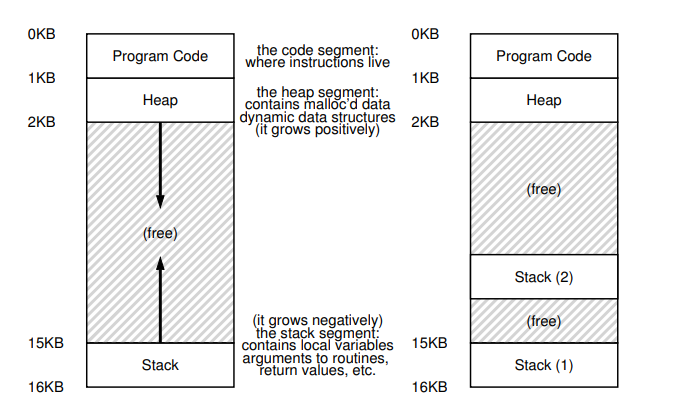 0KB
Program Code
the code segment:
where instructions live
1KB
Heap
the heap segment:
contains malloc'd data
dynamic data structures
(it grows positively)
2KB
(free)
(it grows negatively)
the stack segment:
contains local variables
arguments to routines,
return values, etc.
15KB
Stack
16KB
0KB
Program Code
1KB
Heap
2KB
(free)
Stack (2)
(free)
15KB
Stack (1)
16KB